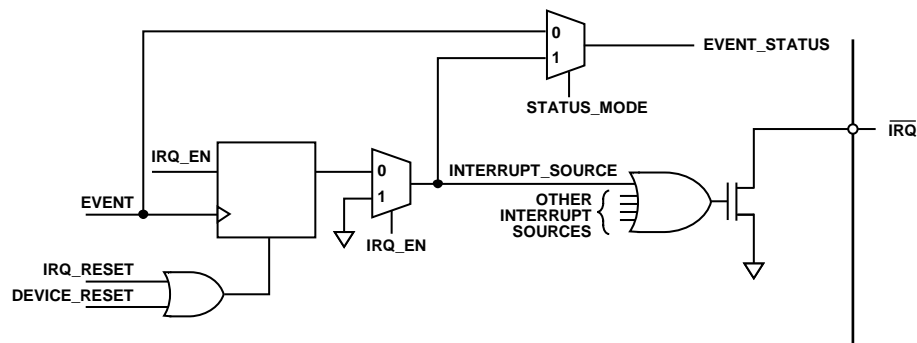 0
1
EVENT_STATUS
STATUS_MODE
IRQ
IRQ_EN
0
1
INTERRUPT_SOURCE
OTHER
INTERRUPT
SOURCES
EVENT
IRQ_EN
IRQ_RESET
DEVICE_RESET